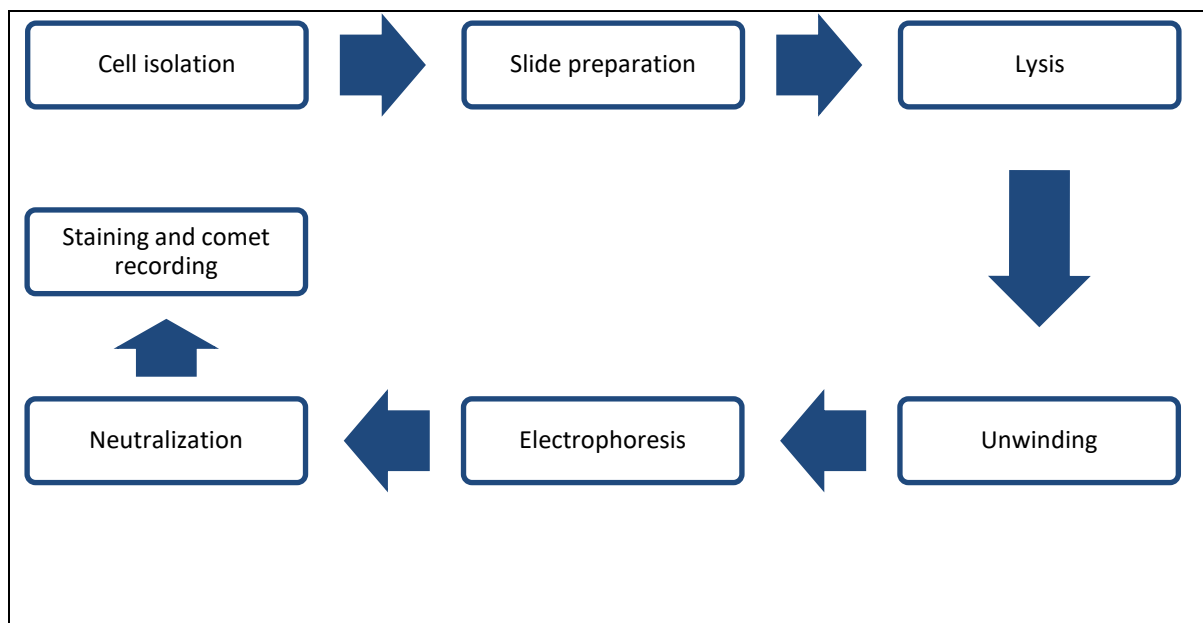 Cell isolation
Slide preparation
Lysis
Unwinding
Electrophoresis
Neutralization
Staining and comet
recording